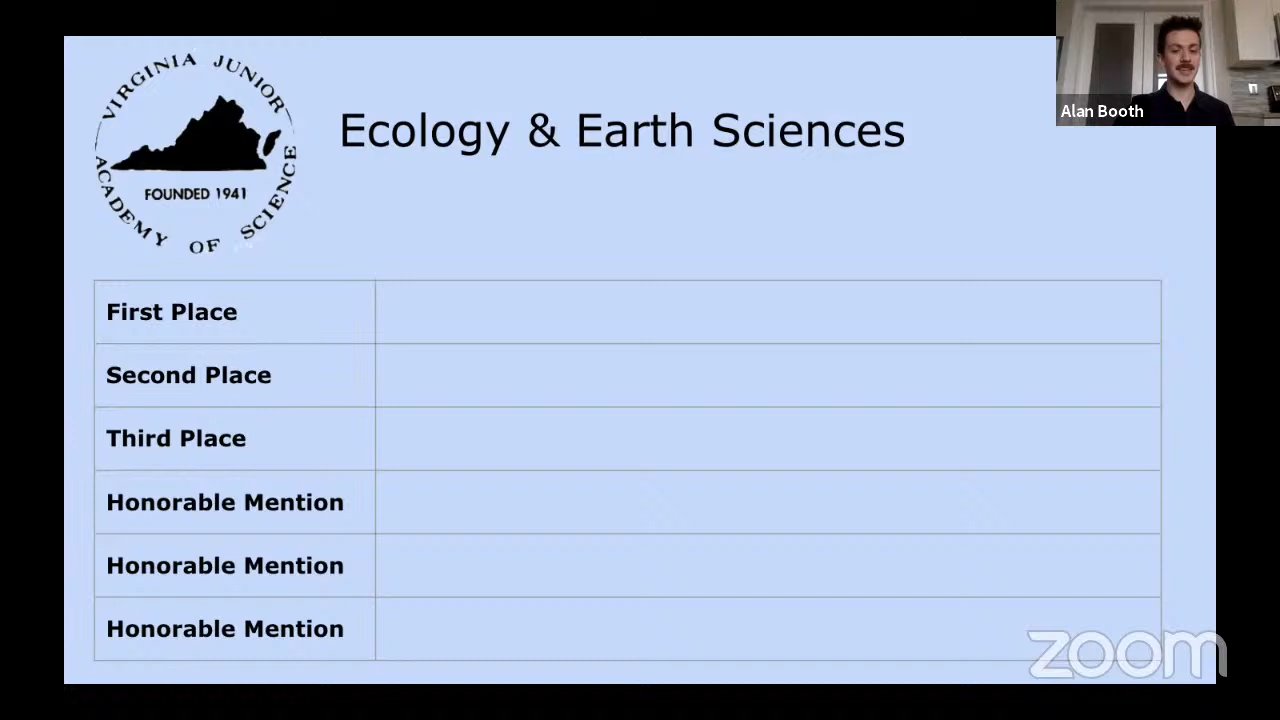 VIRGINIA JUNIOR
ACADEMY OF SCIENCE
FOUNDED 1941
Ecology & Earth Sciences
Alan Booth
First Place
Second Place
Third Place
Honorable Mention
Honorable Mention
Honorable Mention
zoom